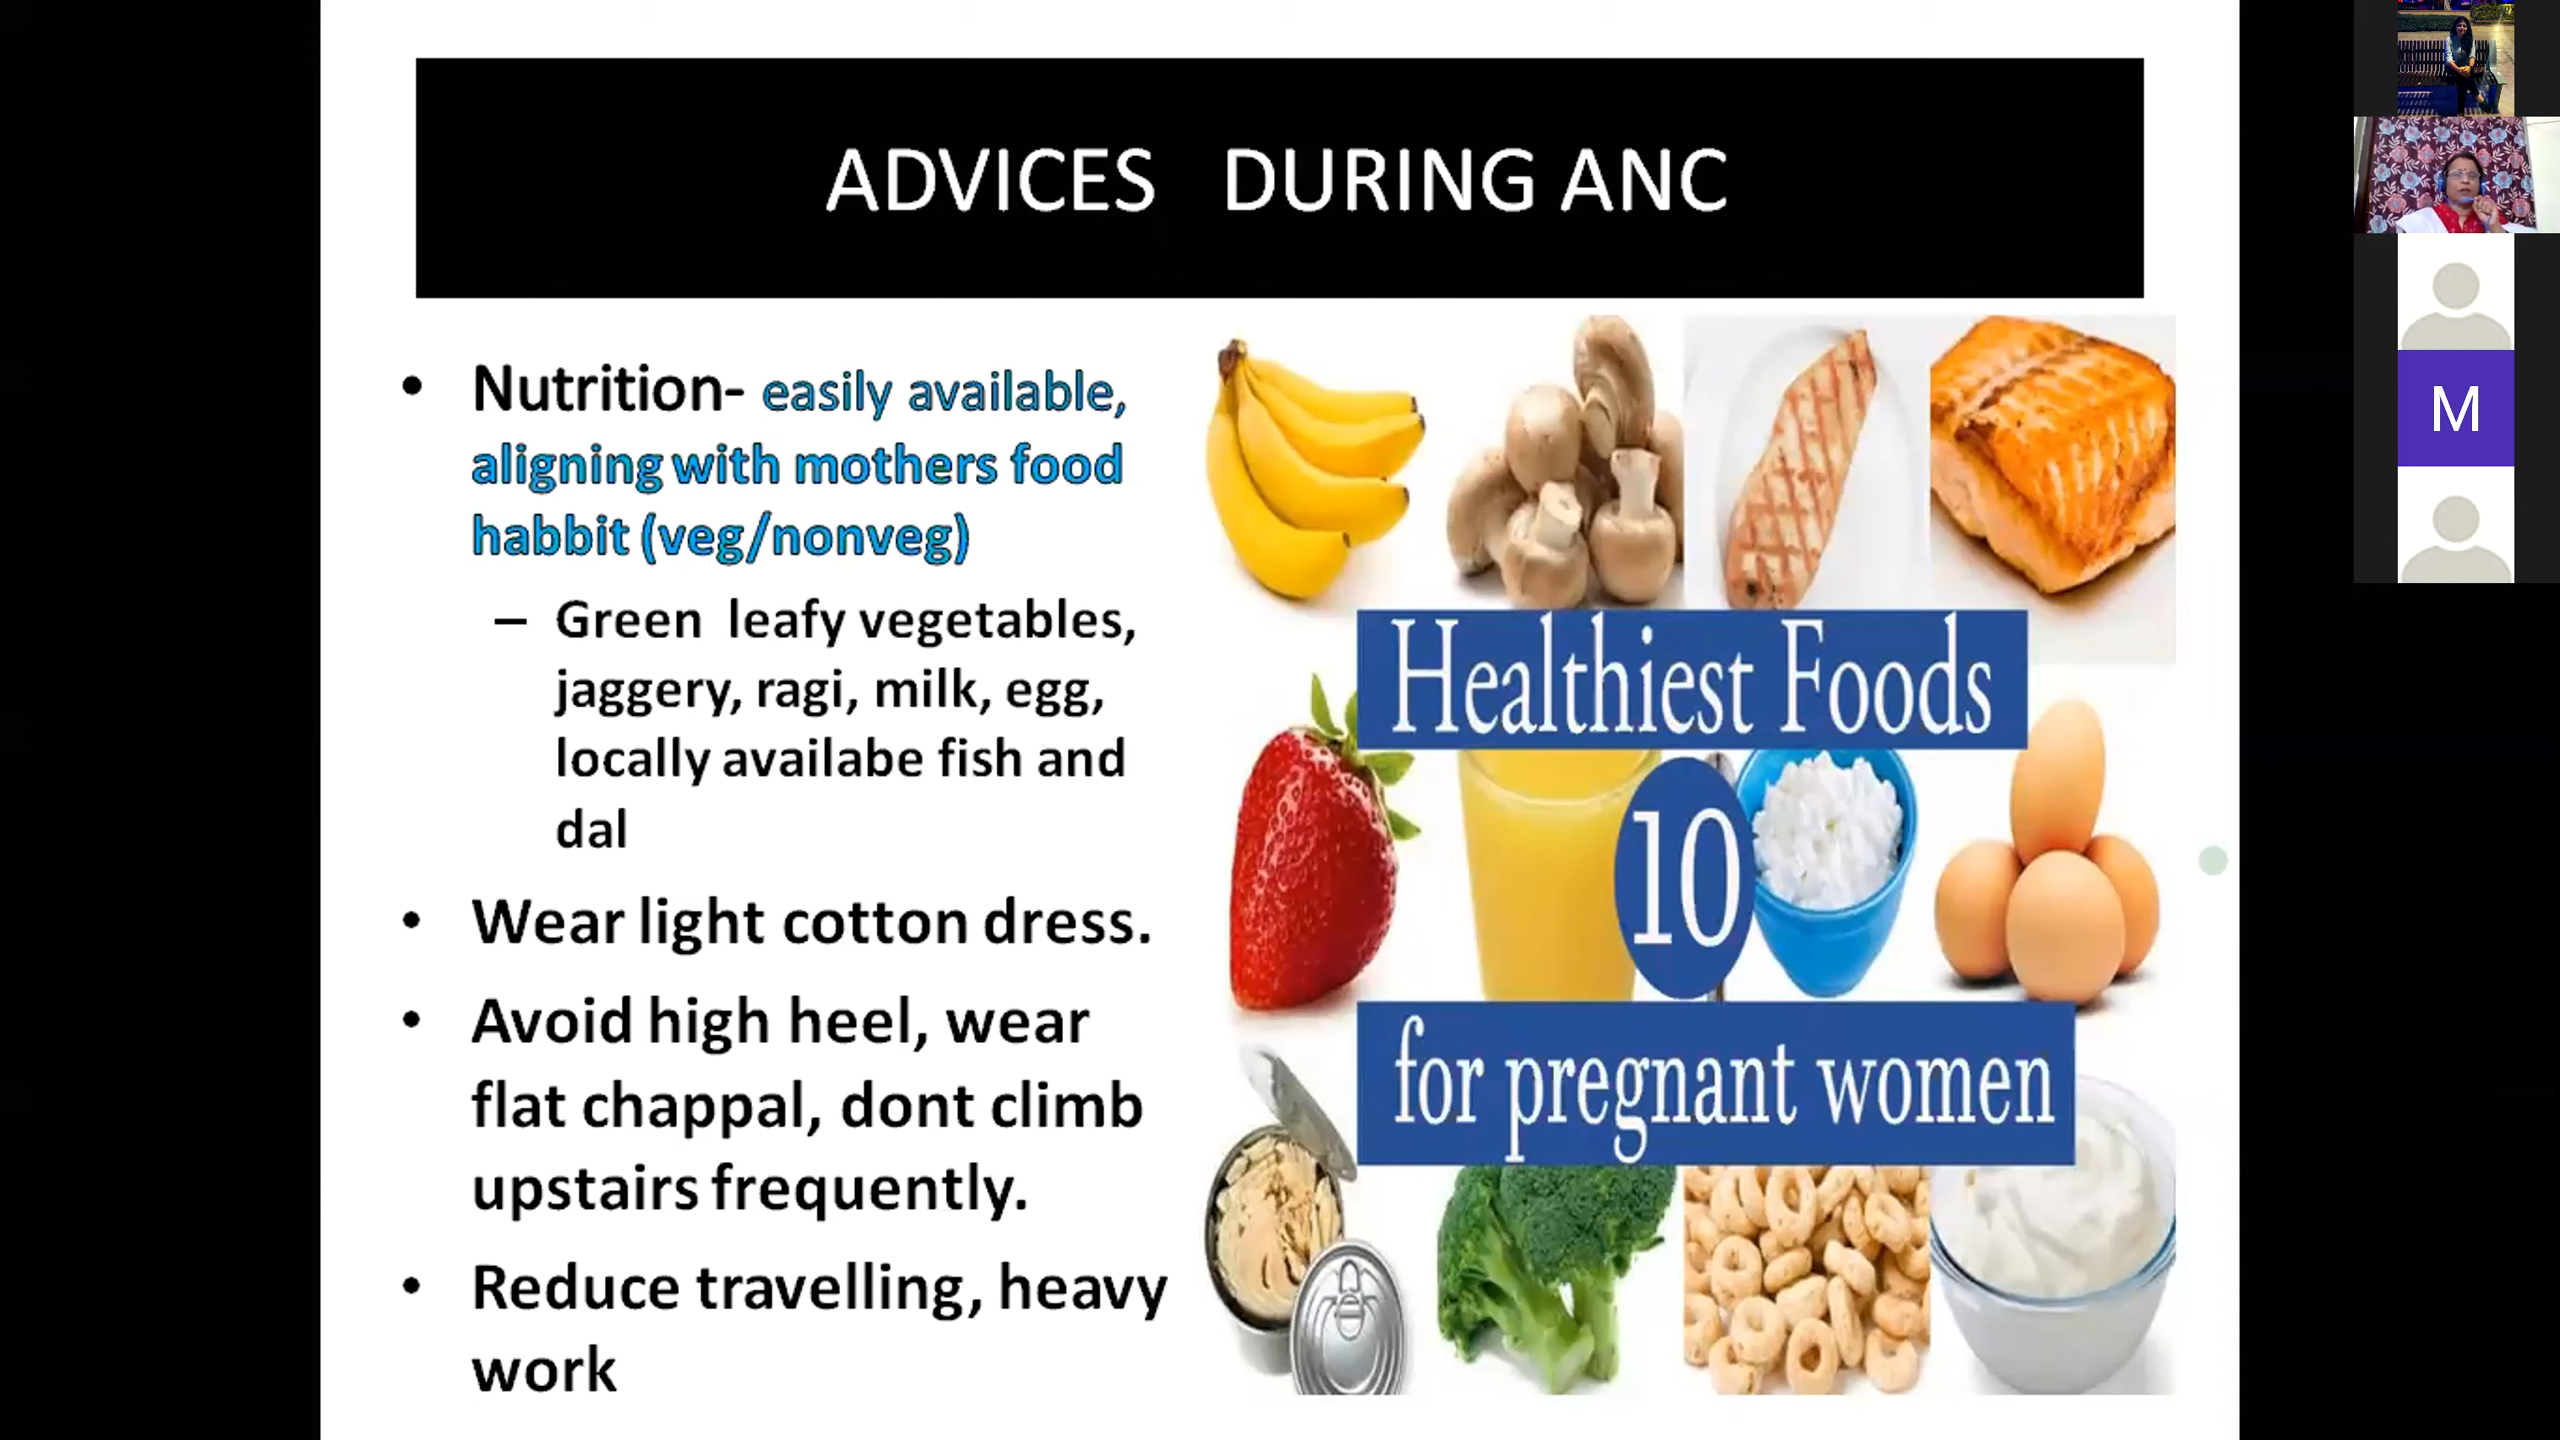 ADVICES DURING ANC
• Nutrition- easily available,
aligning with mothers food
habbit (veg/nonveg)
– Green leafy vegetables,
jaggery, ragi, milk, egg,
locally availabe fish and
dal
• Wear light cotton dress.
• Avoid high heel, wear
flat chappal, dont climb
upstairs frequently.
• Reduce travelling, heavy
work
Healthiest Foods
10
for pregnant women
M